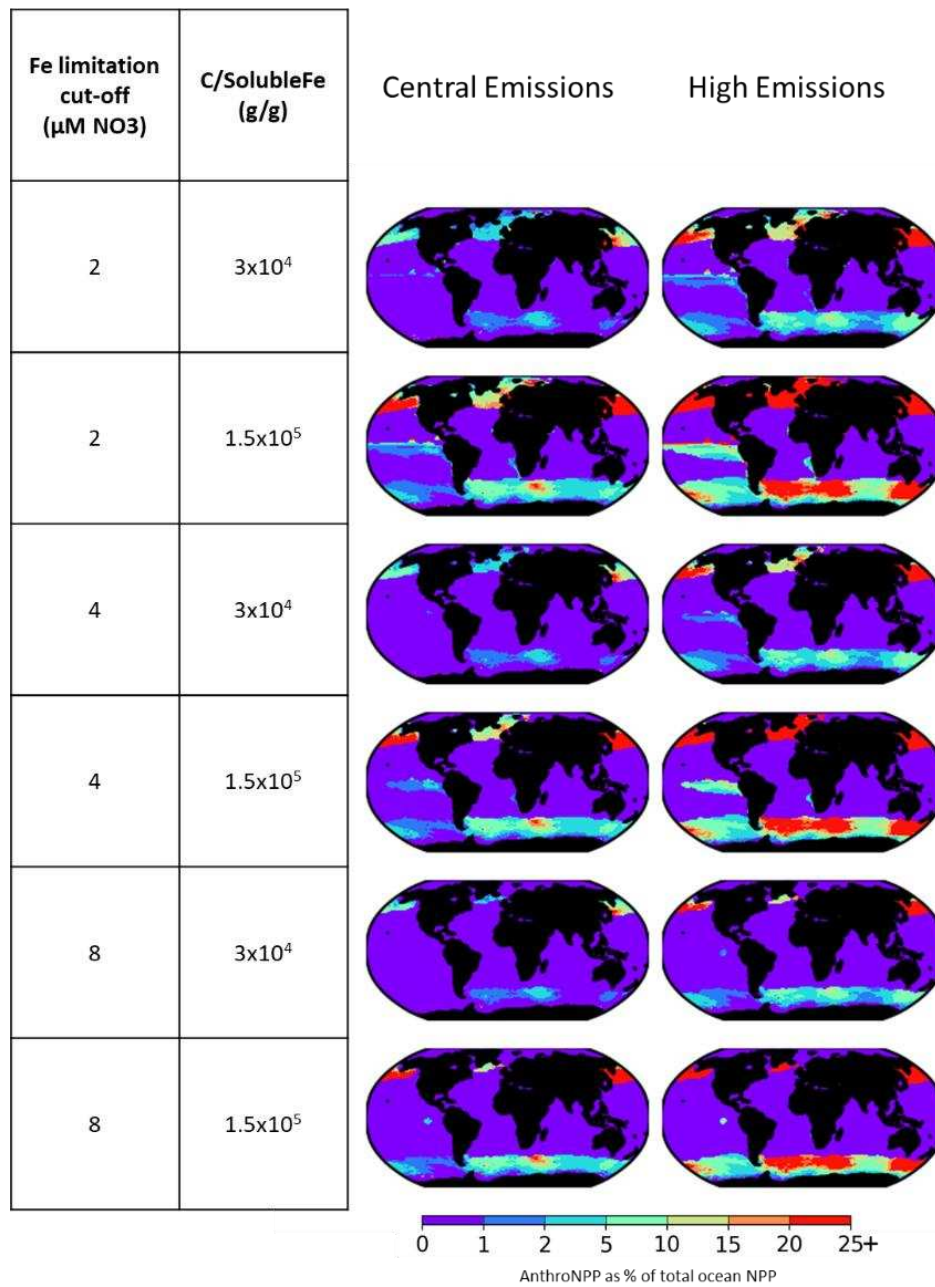 Fe limitation
cut-off
(µM NO3)
C/SolubleFe
(g/g)
Central Emissions
High Emissions
2
3x10⁴
2
1.5x10⁵
4
3x10⁴
4
1.5x10⁵
8
3x10⁴
8
1.5x10⁵
0 1 2 5 10 15 20 25+
AnthroNPP as % of total ocean NPP